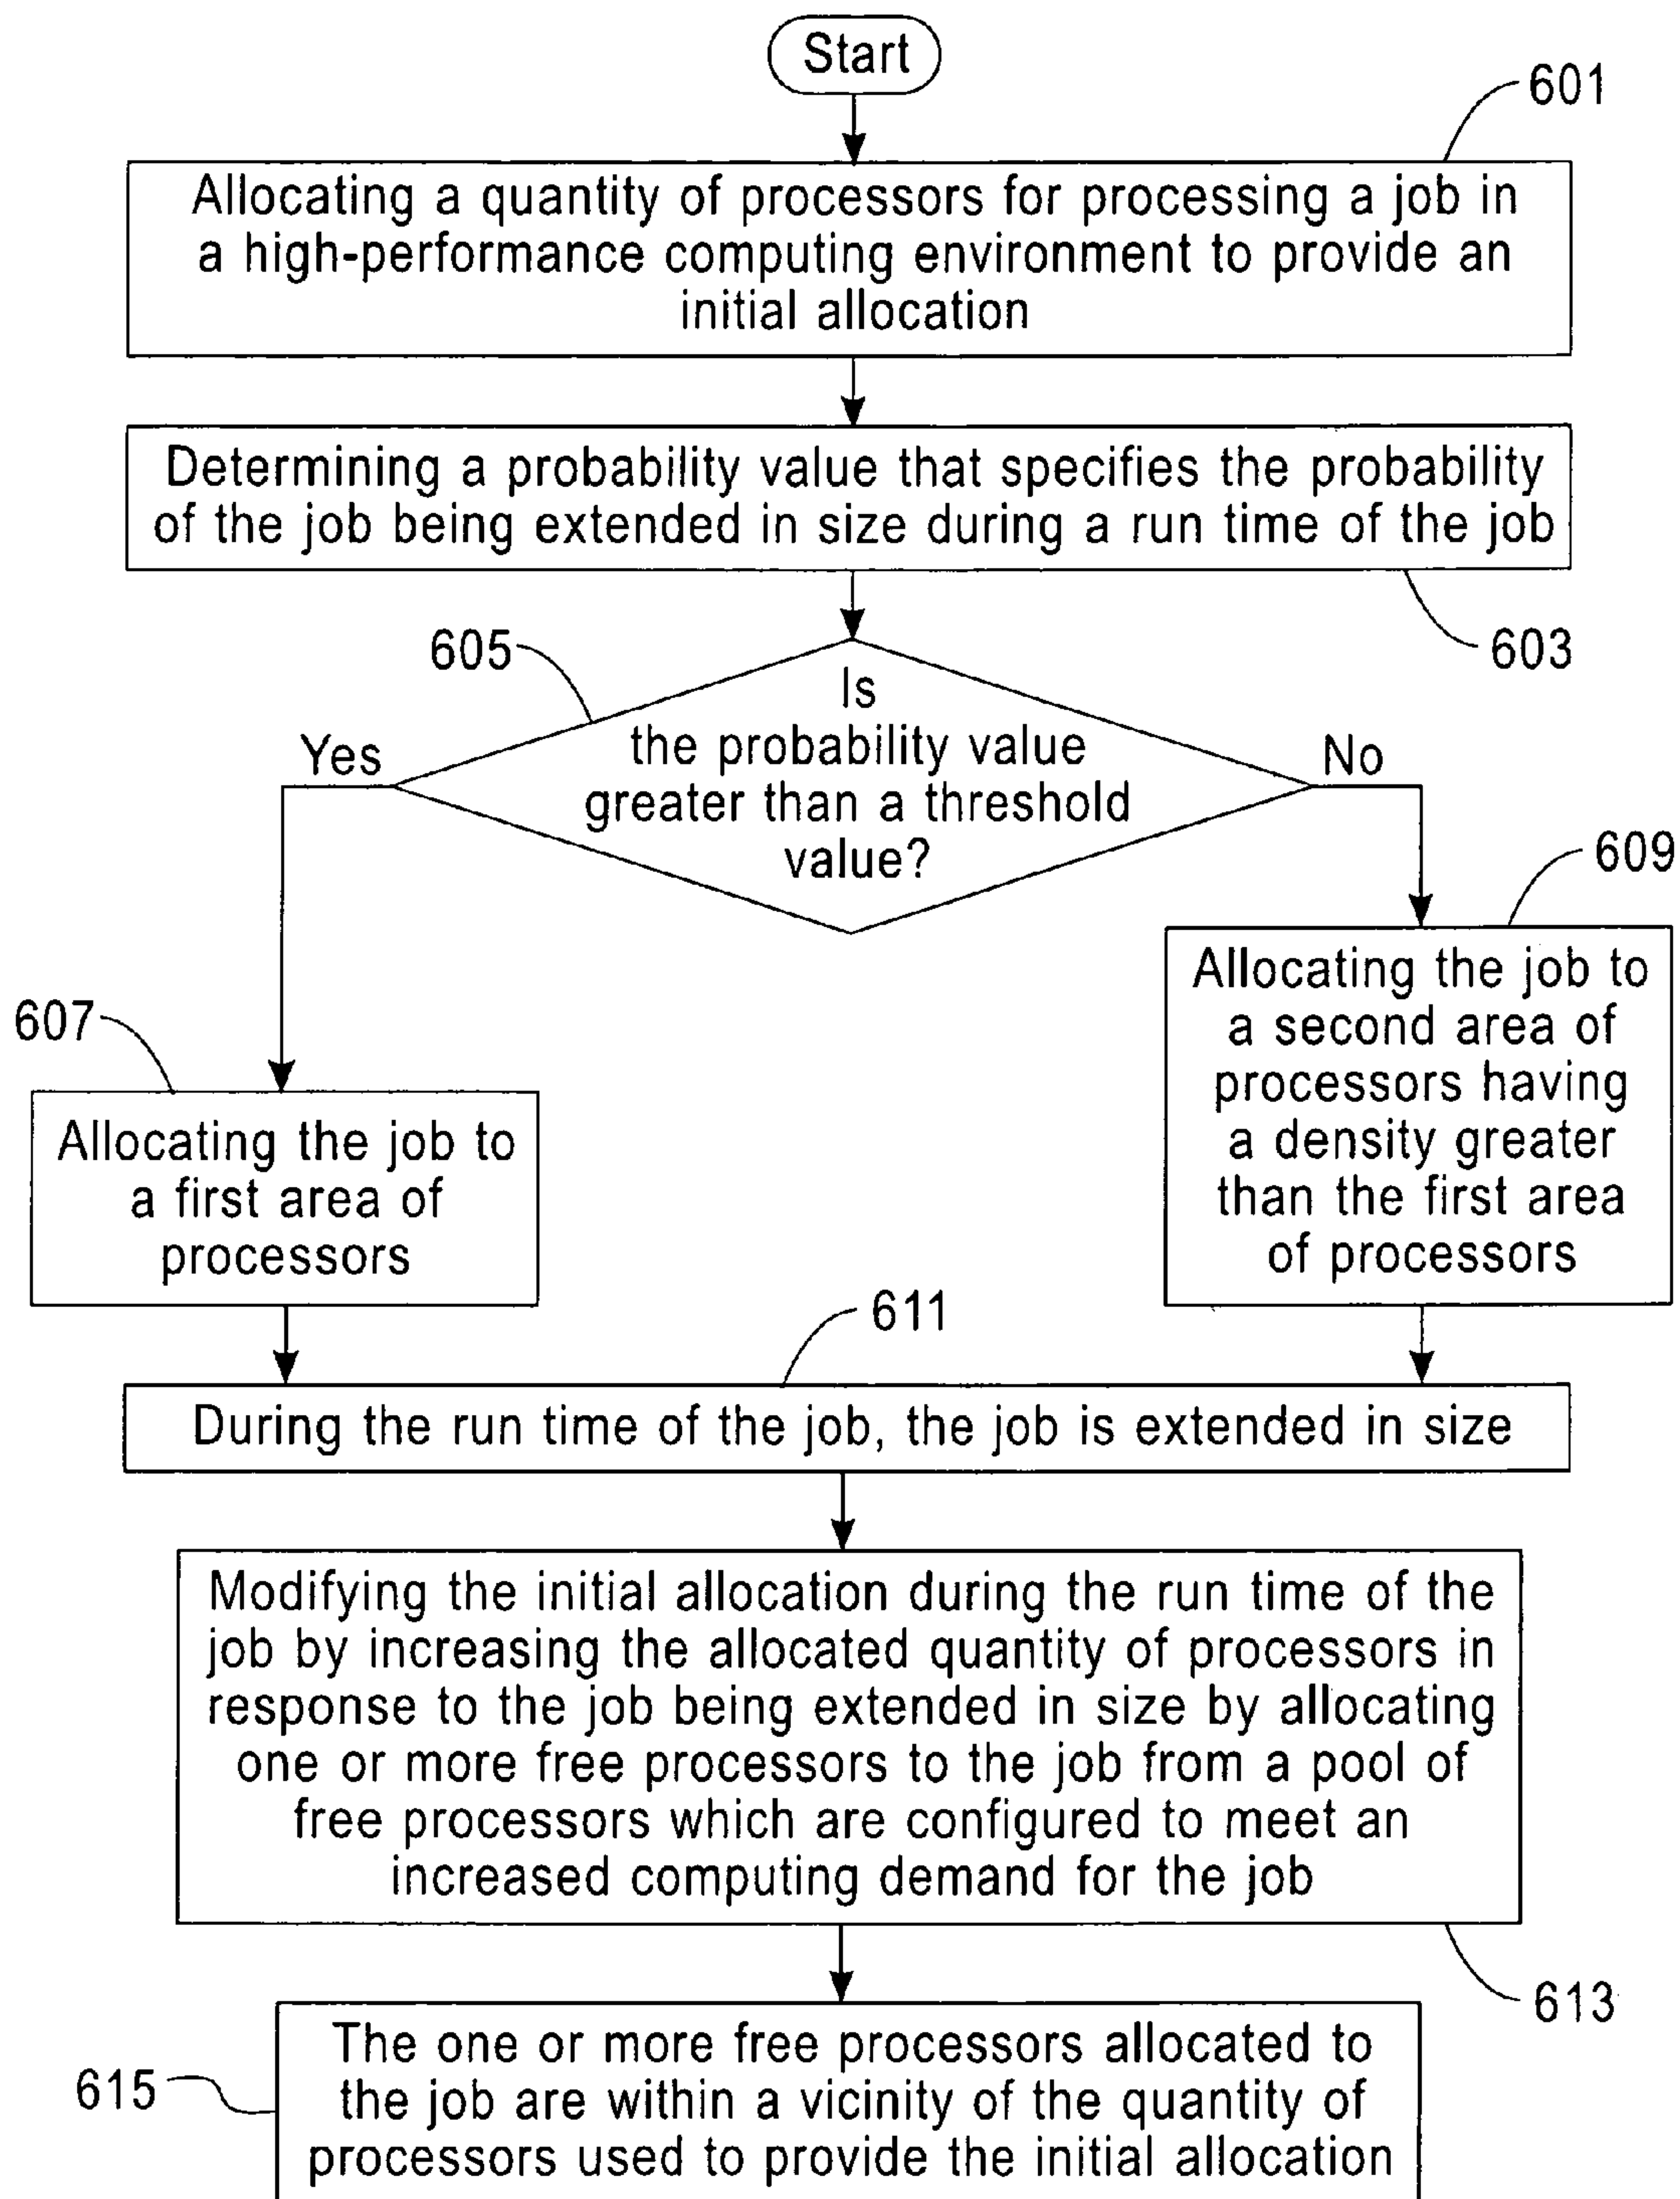 Start
601
Allocating a quantity of processors for processing a job in
a high-performance computing environment to provide an
initial allocation
Determining a probability value that specifies the probability
of the job being extended in size during a run time of the job
603
605
Is
the probability value
greater than a threshold
value?
Yes
No
609
Allocating the job to
a second area of
processors having
a density greater
than the first area
of processors
607
Allocating the job to
a first area of
processors
611
During the run time of the job, the job is extended in size
Modifying the initial allocation during the run time of the
job by increasing the allocated quantity of processors in
response to the job being extended in size by allocating
one or more free processors to the job from a pool of
free processors which are configured to meet an
increased computing demand for the job
613
The one or more free processors allocated to
the job are within a vicinity of the quantity of
processors used to provide the initial allocation
615